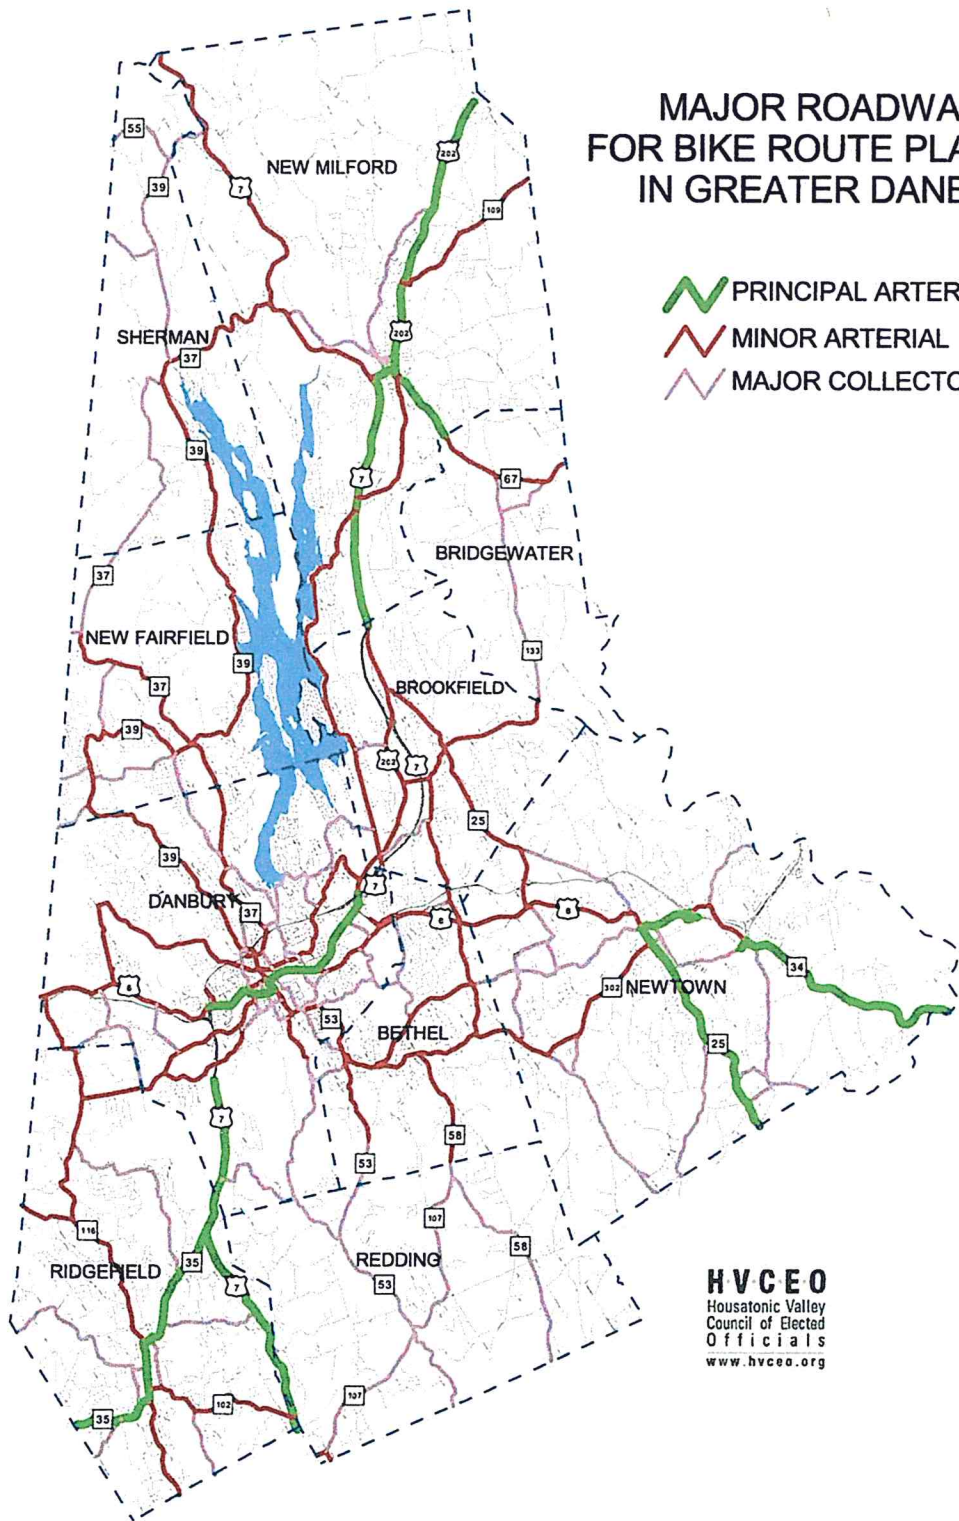 MAJOR ROADWA
FOR BIKE ROUTE PLA
IN GREATER DANB
PRINCIPAL ARTER
MINOR ARTERIAL
MAJOR COLLECTO
55
39
7
NEW MILFORD
202
109
SHERMAN
37
202
39
7
67
37
BRIDGEWATER
NEW FAIRFIELD
39
133
37
BROOKFIELD
39
202
7
25
39
7
DANBURY
37
6
6
6
302
NEWTOWN
34
53
BETHEL
25
7
58
53
116
107
58
RIDGEFIELD
35
7
REDDING
53
107
102
35
HVCEO
Housatonic Valley
Council of Elected
Officials
www.hvceo.org